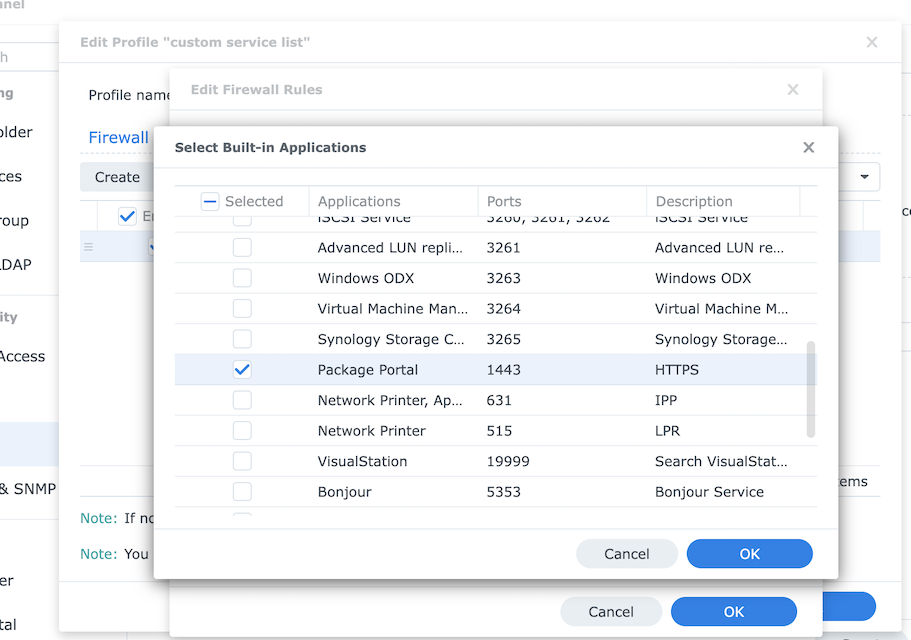 Edit Profile "custom service list"
Profile name
Edit Firewall Rules
Firewall
Create
Select Built-in Applications
Selected Applications Ports Description
iSCSI Service 3260, 3261, 3262 iSCSI Service
Advanced LUN repli... 3261 Advanced LUN re...
Windows ODX 3263 Windows ODX
Virtual Machine Man... 3264 Virtual Machine M...
Synology Storage C... 3265 Synology Storage...
Package Portal 1443 HTTPS
Network Printer, Ap... 631 IPP
Network Printer 515 LPR
VisualStation 19999 Search VisualStat...
Bonjour 5353 Bonjour Service
Cancel OK
Cancel OK
Note: If no
Note: You
older
ces
roup
LDAP
ity
Access
& SNMP
er
tal
ems